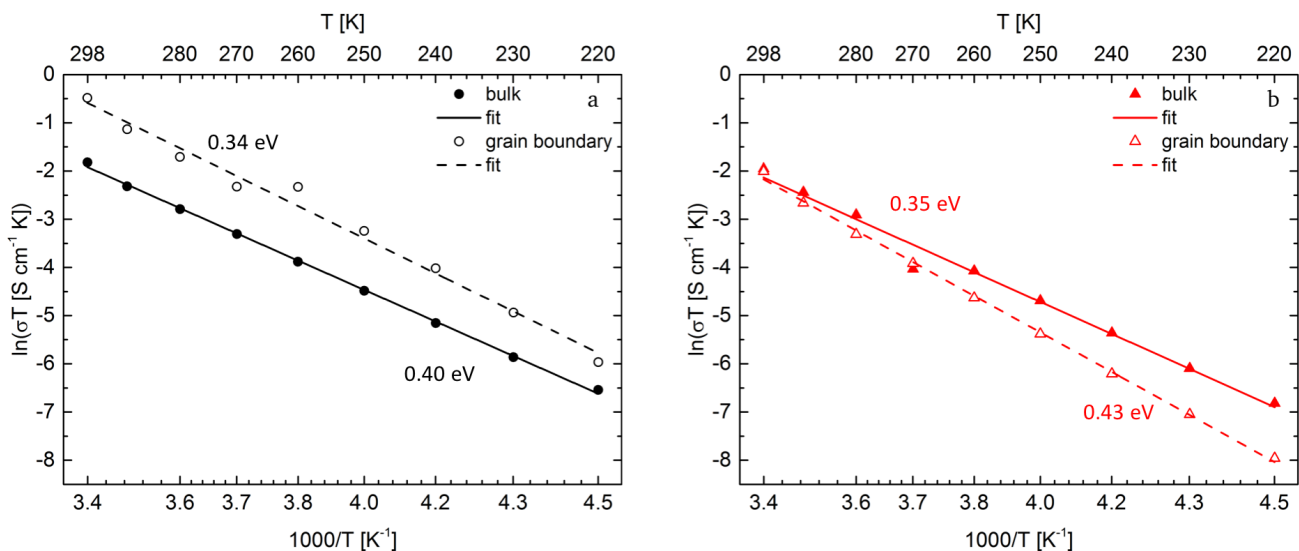 T [K]
298 280 270 260 250 240 230 220
0
-1
-2
-3
-4
-5
-6
-7
-8
ln(σT [S cm⁻¹ K])
bulk
fit
grain boundary
fit
a
0.34 eV
0.40 eV
3.4 3.6 3.7 3.8 4.0 4.2 4.3 4.5
1000/T [K⁻¹]
T [K]
298 280 270 260 250 240 230 220
0
-1
-2
-3
-4
-5
-6
-7
-8
ln(σT [S cm⁻¹ K])
bulk
fit
grain boundary
fit
b
0.35 eV
0.43 eV
3.4 3.6 3.7 3.8 4.0 4.2 4.3 4.5
1000/T [K⁻¹]